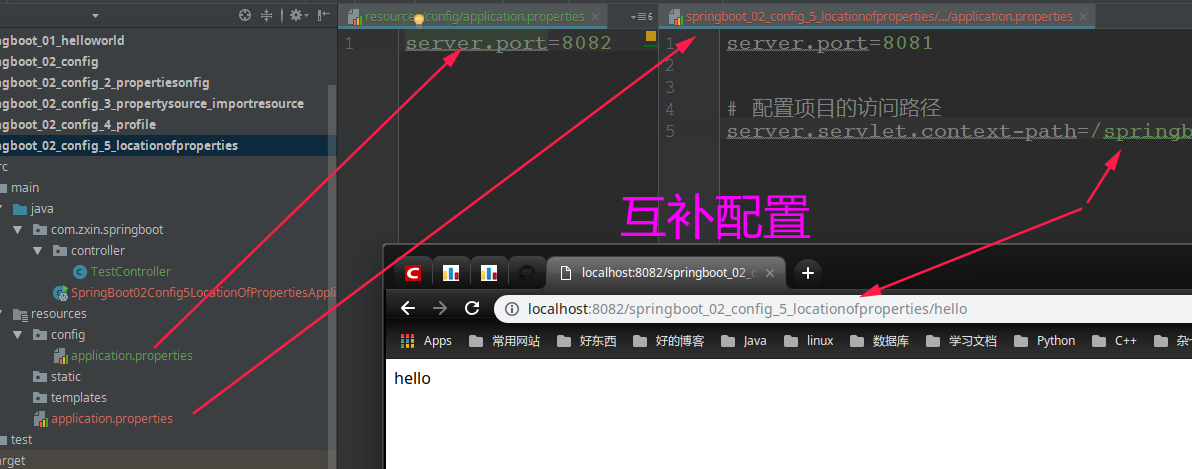 resources/config/application.properties
6
springboot_02_config_5_locationofproperties/.../application.properties
1
server.port=8082
1
server.port=8081
2
3
4
# 配置项目的访问路径
5
server.servlet.context-path=/springb
互补配置
ngboot_01_helloworld
ngboot_02_config
ngboot_02_config_2_propertiesonfig
ngboot_02_config_3_propertysource_importresource
ngboot_02_config_4_profile
ngboot_02_config_5_locationofproperties
rc
main
java
com.zxin.springboot
controller
TestController
SpringBoot02Config5LocationOfPropertiesAppli
resources
config
application.properties
static
templates
application.properties
test
arget
localhost:8082/springboot_02_c
localhost:8082/springboot_02_config_5_locationofproperties/hello
Apps 常用网站 好东西 好的博客 Java linux 数据库 学习文档 Python C++ 杂
hello